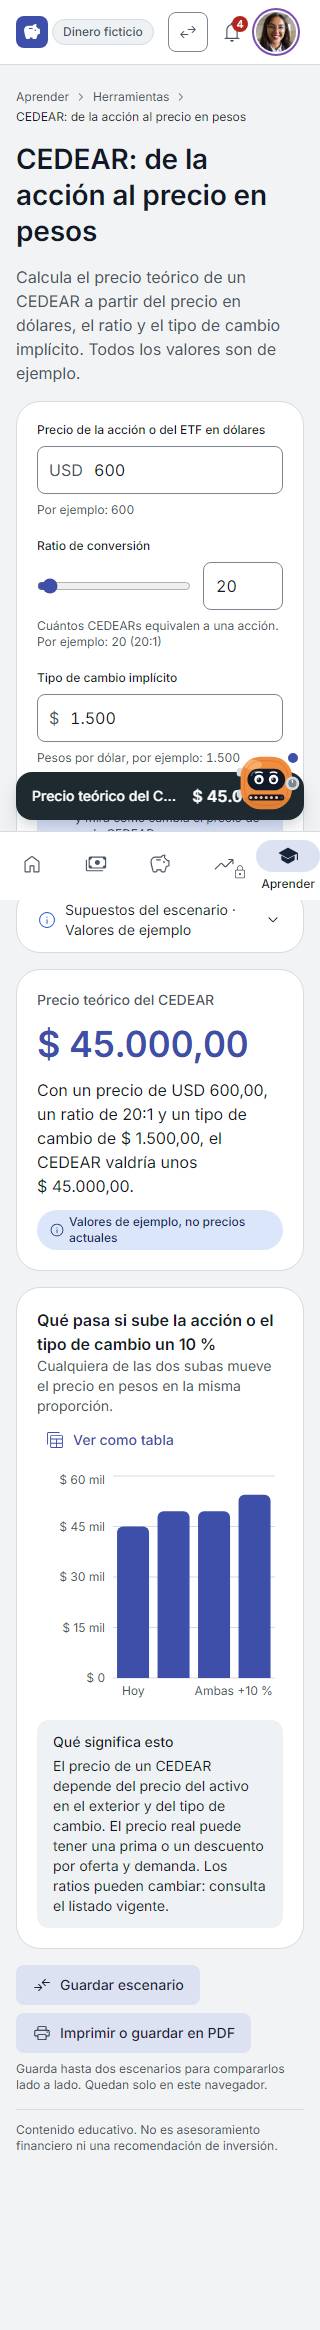 Dinero ficticio
4
Aprender > Herramientas >
CEDEAR: de la acción al precio en pesos
CEDEAR: de la
acción al precio en
pesos
Calcula el precio teórico de un
CEDEAR a partir del precio en
dólares, el ratio y el tipo de cambio
implícito. Todos los valores son de
ejemplo.
Precio de la acción o del ETF en dólares
USD 600
Por ejemplo: 600
Ratio de conversión
20
Cuántos CEDEARs equivalen a una acción.
Por ejemplo: 20 (20:1)
Tipo de cambio implícito
$ 1.500
Pesos por dólar, por ejemplo: 1.500
Precio teórico del C... $ 45.0
Aprender
Supuestos del escenario ·
Valores de ejemplo
Precio teórico del CEDEAR
$ 45.000,00
Con un precio de USD 600,00,
un ratio de 20:1 y un tipo de
cambio de $ 1.500,00, el
CEDEAR valdría unos
$ 45.000,00.
Valores de ejemplo, no precios
actuales
Qué pasa si sube la acción o el
tipo de cambio un 10 %
Cualquiera de las dos subas mueve
el precio en pesos en la misma
proporción.
Ver como tabla
$ 60 mil
$ 45 mil
$ 30 mil
$ 15 mil
$ 0
Hoy Ambas +10 %
Qué significa esto
El precio de un CEDEAR
depende del precio del activo
en el exterior y del tipo de
cambio. El precio real puede
tener una prima o un descuento
por oferta y demanda. Los
ratios pueden cambiar: consulta
el listado vigente.
Guardar escenario
Imprimir o guardar en PDF
Guarda hasta dos escenarios para compararlos
lado a lado. Quedan solo en este navegador.
Contenido educativo. No es asesoramiento
financiero ni una recomendación de inversión.